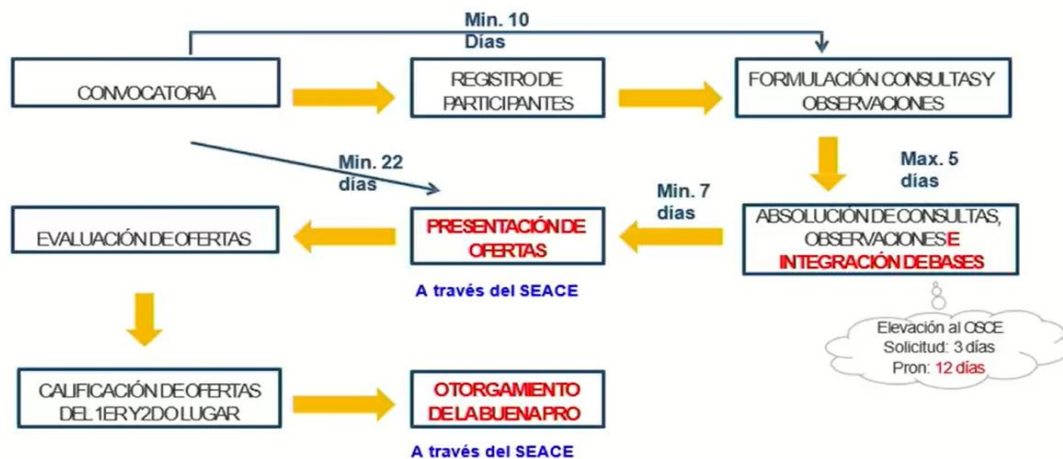 Min. 10
Días
CONVOCATORIA
REGISTRO DE
PARTICIPANTES
FORMULACIÓN CONSULTAS Y
OBSERVACIONES
Min. 22
días
Min. 7
días
Max. 5
días
EVALUACIÓN DE OFERTAS
PRESENTACIÓN DE
OFERTAS
ABSOLUCIÓN DE CONSULTAS,
OBSERVACIONES E
INTEGRACIÓN DE BASES
A través del SEACE
Elevación al OSCE
Solicitud: 3 días
Pron: 12 días
CALIFICACIÓN DE OFERTAS
DEL 1ER Y 2DO LUGAR
OTORGAMIENTO
DE LA BUENA PRO
A través del SEACE